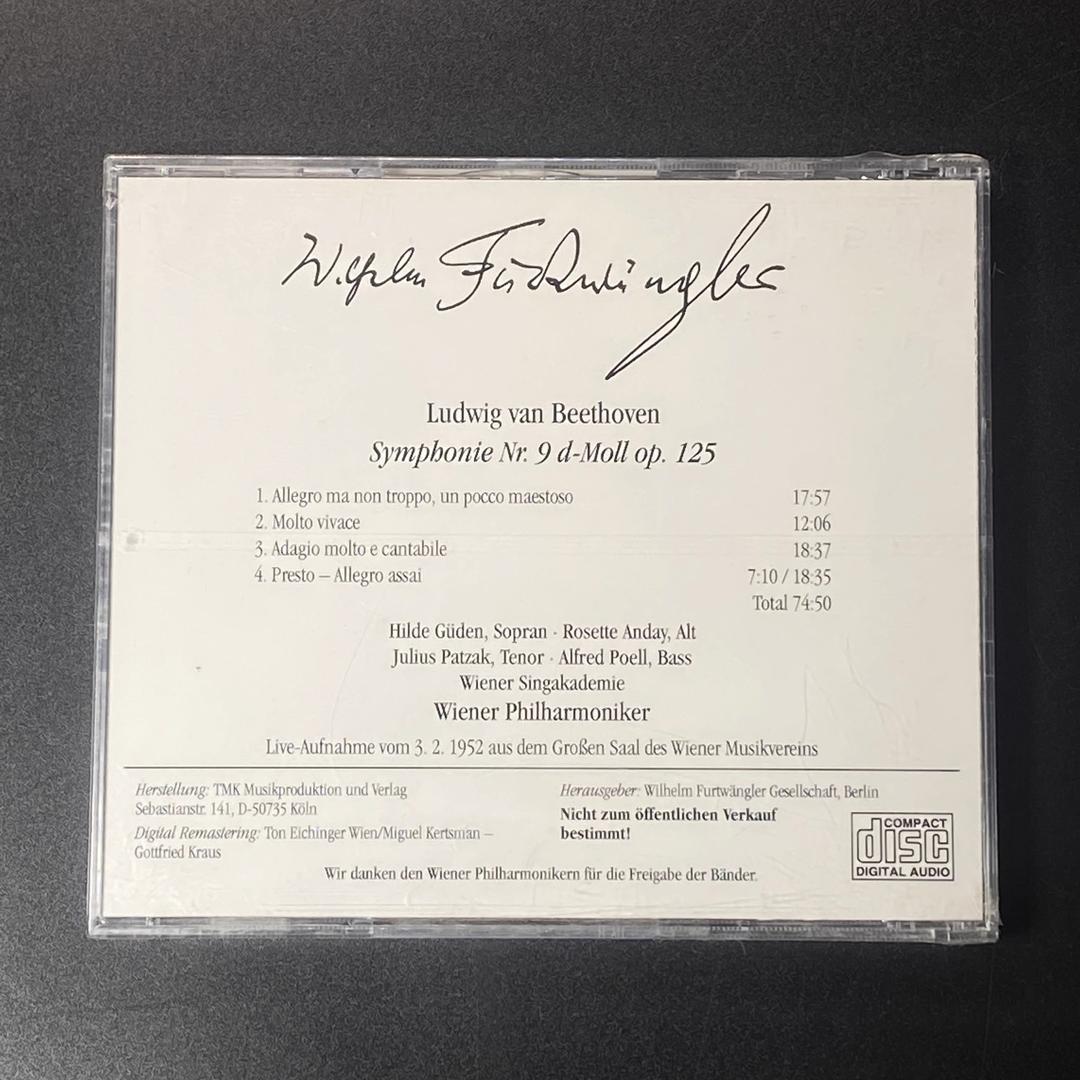 Wilhelm Furtwängler
Ludwig van Beethoven
Symphonie Nr. 9 d-Moll op. 125
1. Allegro ma non troppo, un pocco maestoso 17:57
2. Molto vivace 12:06
3. Adagio molto e cantabile 18:37
4. Presto – Allegro assai 7:10 / 18:35
Total 74:50
Hilde Güden, Sopran · Rosette Anday, Alt
Julius Patzak, Tenor · Alfred Poell, Bass
Wiener Singakademie
Wiener Philharmoniker
Live-Aufnahme vom 3. 2. 1952 aus dem Großen Saal des Wiener Musikvereins
Herstellung: TMK Musikproduktion und Verlag
Sebastianstr. 141, D-50735 Köln
Digital Remastering: Ton Eichinger Wien/Miguel Kertsman –
Gottfried Kraus
Herausgeber: Wilhelm Furtwängler Gesellschaft, Berlin
Nicht zum öffentlichen Verkauf
bestimmt!
Wir danken den Wiener Philharmonikern für die Freigabe der Bänder.
COMPACT
disc
DIGITAL AUDIO